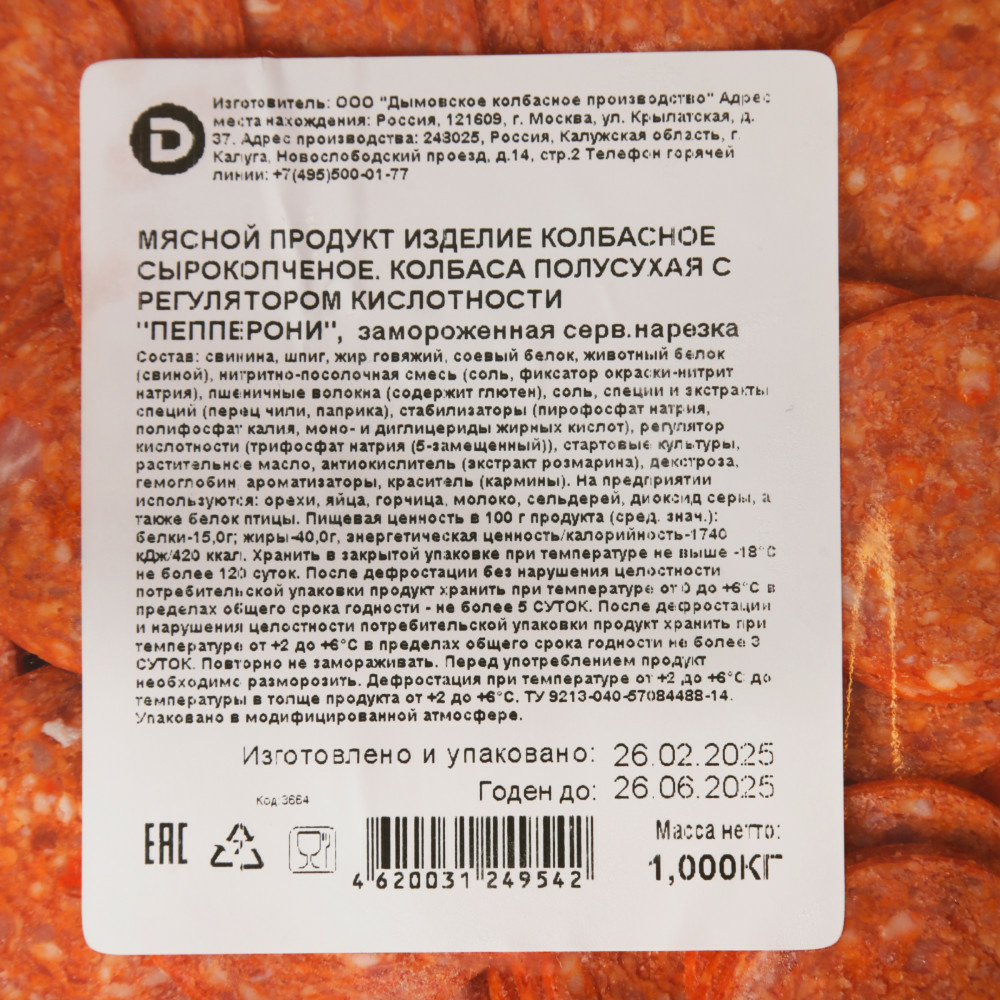 Изготовитель: ООО "Дымовское колбасное производство" Адрес
места нахождения: Россия, 121609, г. Москва, ул. Крылатская, д.
37. Адрес производства: 248025, Россия, Калужская область, г.
Калуга, Новослободский проезд, д.14, стр.2 Телефон горячей
линии: +7(495)500-01-77
D
МЯСНОЙ ПРОДУКТ ИЗДЕЛИЕ КОЛБАСНОЕ
СЫРОКОПЧЕНОЕ. КОЛБАСА ПОЛУСУХАЯ С
РЕГУЛЯТОРОМ КИСЛОТНОСТИ
"ПЕППЕРОНИ", замороженная серв.нарезка
Состав: свинина, шпиг, жир говяжий, соевый белок, животный белок
(свиной), нитритно-посолочная смесь (соль, фиксатор окраски-нитрит
натрия), пшеничные волокна (содержит глютен), соль, специи и экстракты
специй (перец чили, паприка), стабилизаторы (пирофосфат натрия,
полифосфат калия, моно- и диглицериды жирных кислот), регулятор
кислотности (трифосфат натрия (5-замещенный)), стартовые культуры,
растительное масло, антиокислитель (экстракт розмарина), декстроза,
гемоглобин, ароматизаторы, краситель (кармины). На предприятии
используются: орехи, яйца, горчица, молоко, сельдерей, диоксид серы, а
также белок птицы. Пищевая ценность в 100 г продукта (сред. знач.):
белки-15,0г; жиры-40,0г, энергетическая ценность/калорийность-1740
кДж/420 ккал. Хранить в закрытой упаковке при температуре не выше -18°С
не более 120 суток. После дефростации без нарушения целостности
потребительской упаковки продукт хранить при температуре от 0 до +6°С в
пределах общего срока годности - не более 5 СУТОК. После дефростации
и нарушения целостности потребительской упаковки продукт хранить при
температуре от +2 до +6°С в пределах общего срока годности не более 3
СУТОК. Повторно не замораживать. Перед употреблением продукт
необходимо разморозить. Дефростация при температуре от +2 до +6°С до
температуры в толще продукта от +2 до +6°С. ТУ 9213-040-57084488-14.
Упаковано в модифицированной атмосфере.
Изготовлено и упаковано: 26.02.2025
Годен до: 26.06.2025
Код:3664
EAC
4 620031 249542
Масса нетто:
1,000КГ